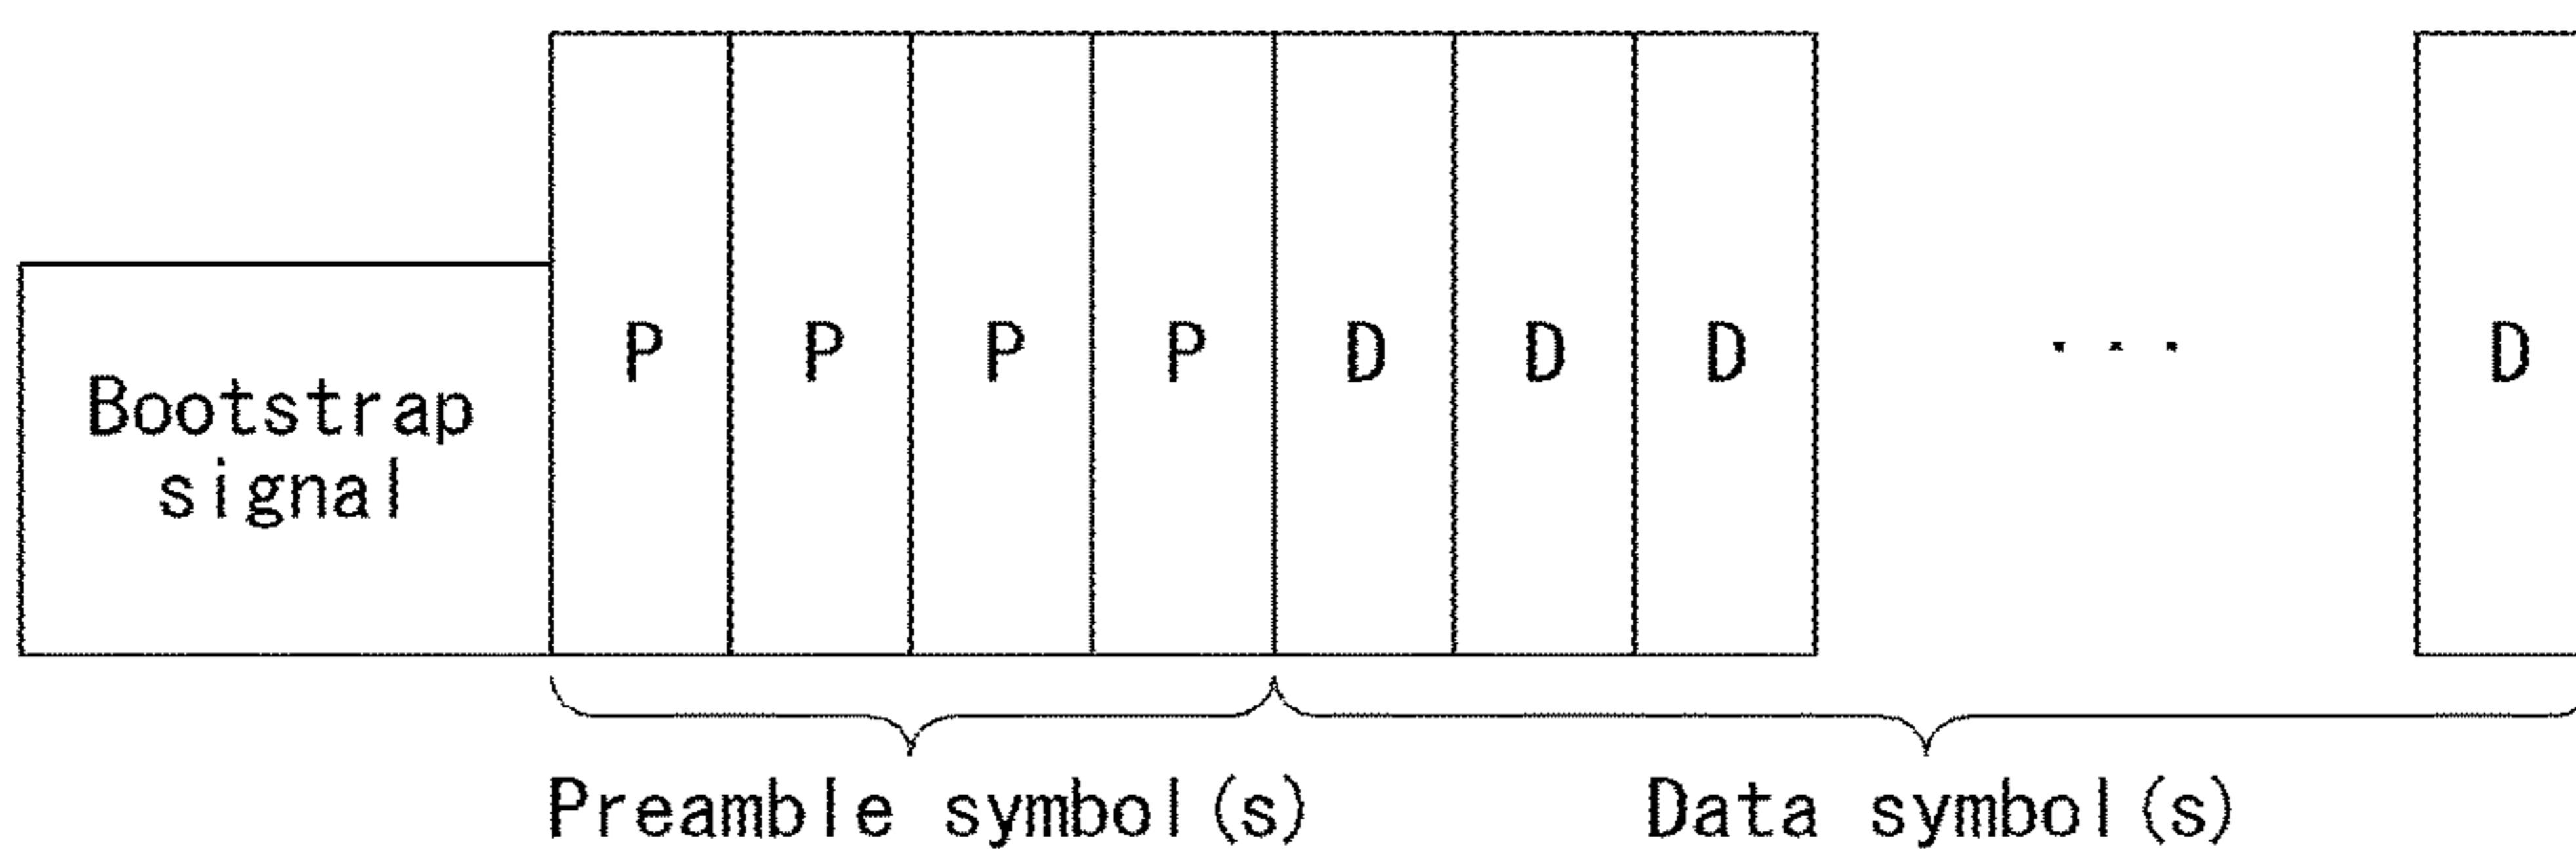 P P P P D D D ... D
Bootstrap
signal
Preamble symbol(s) Data symbol(s)